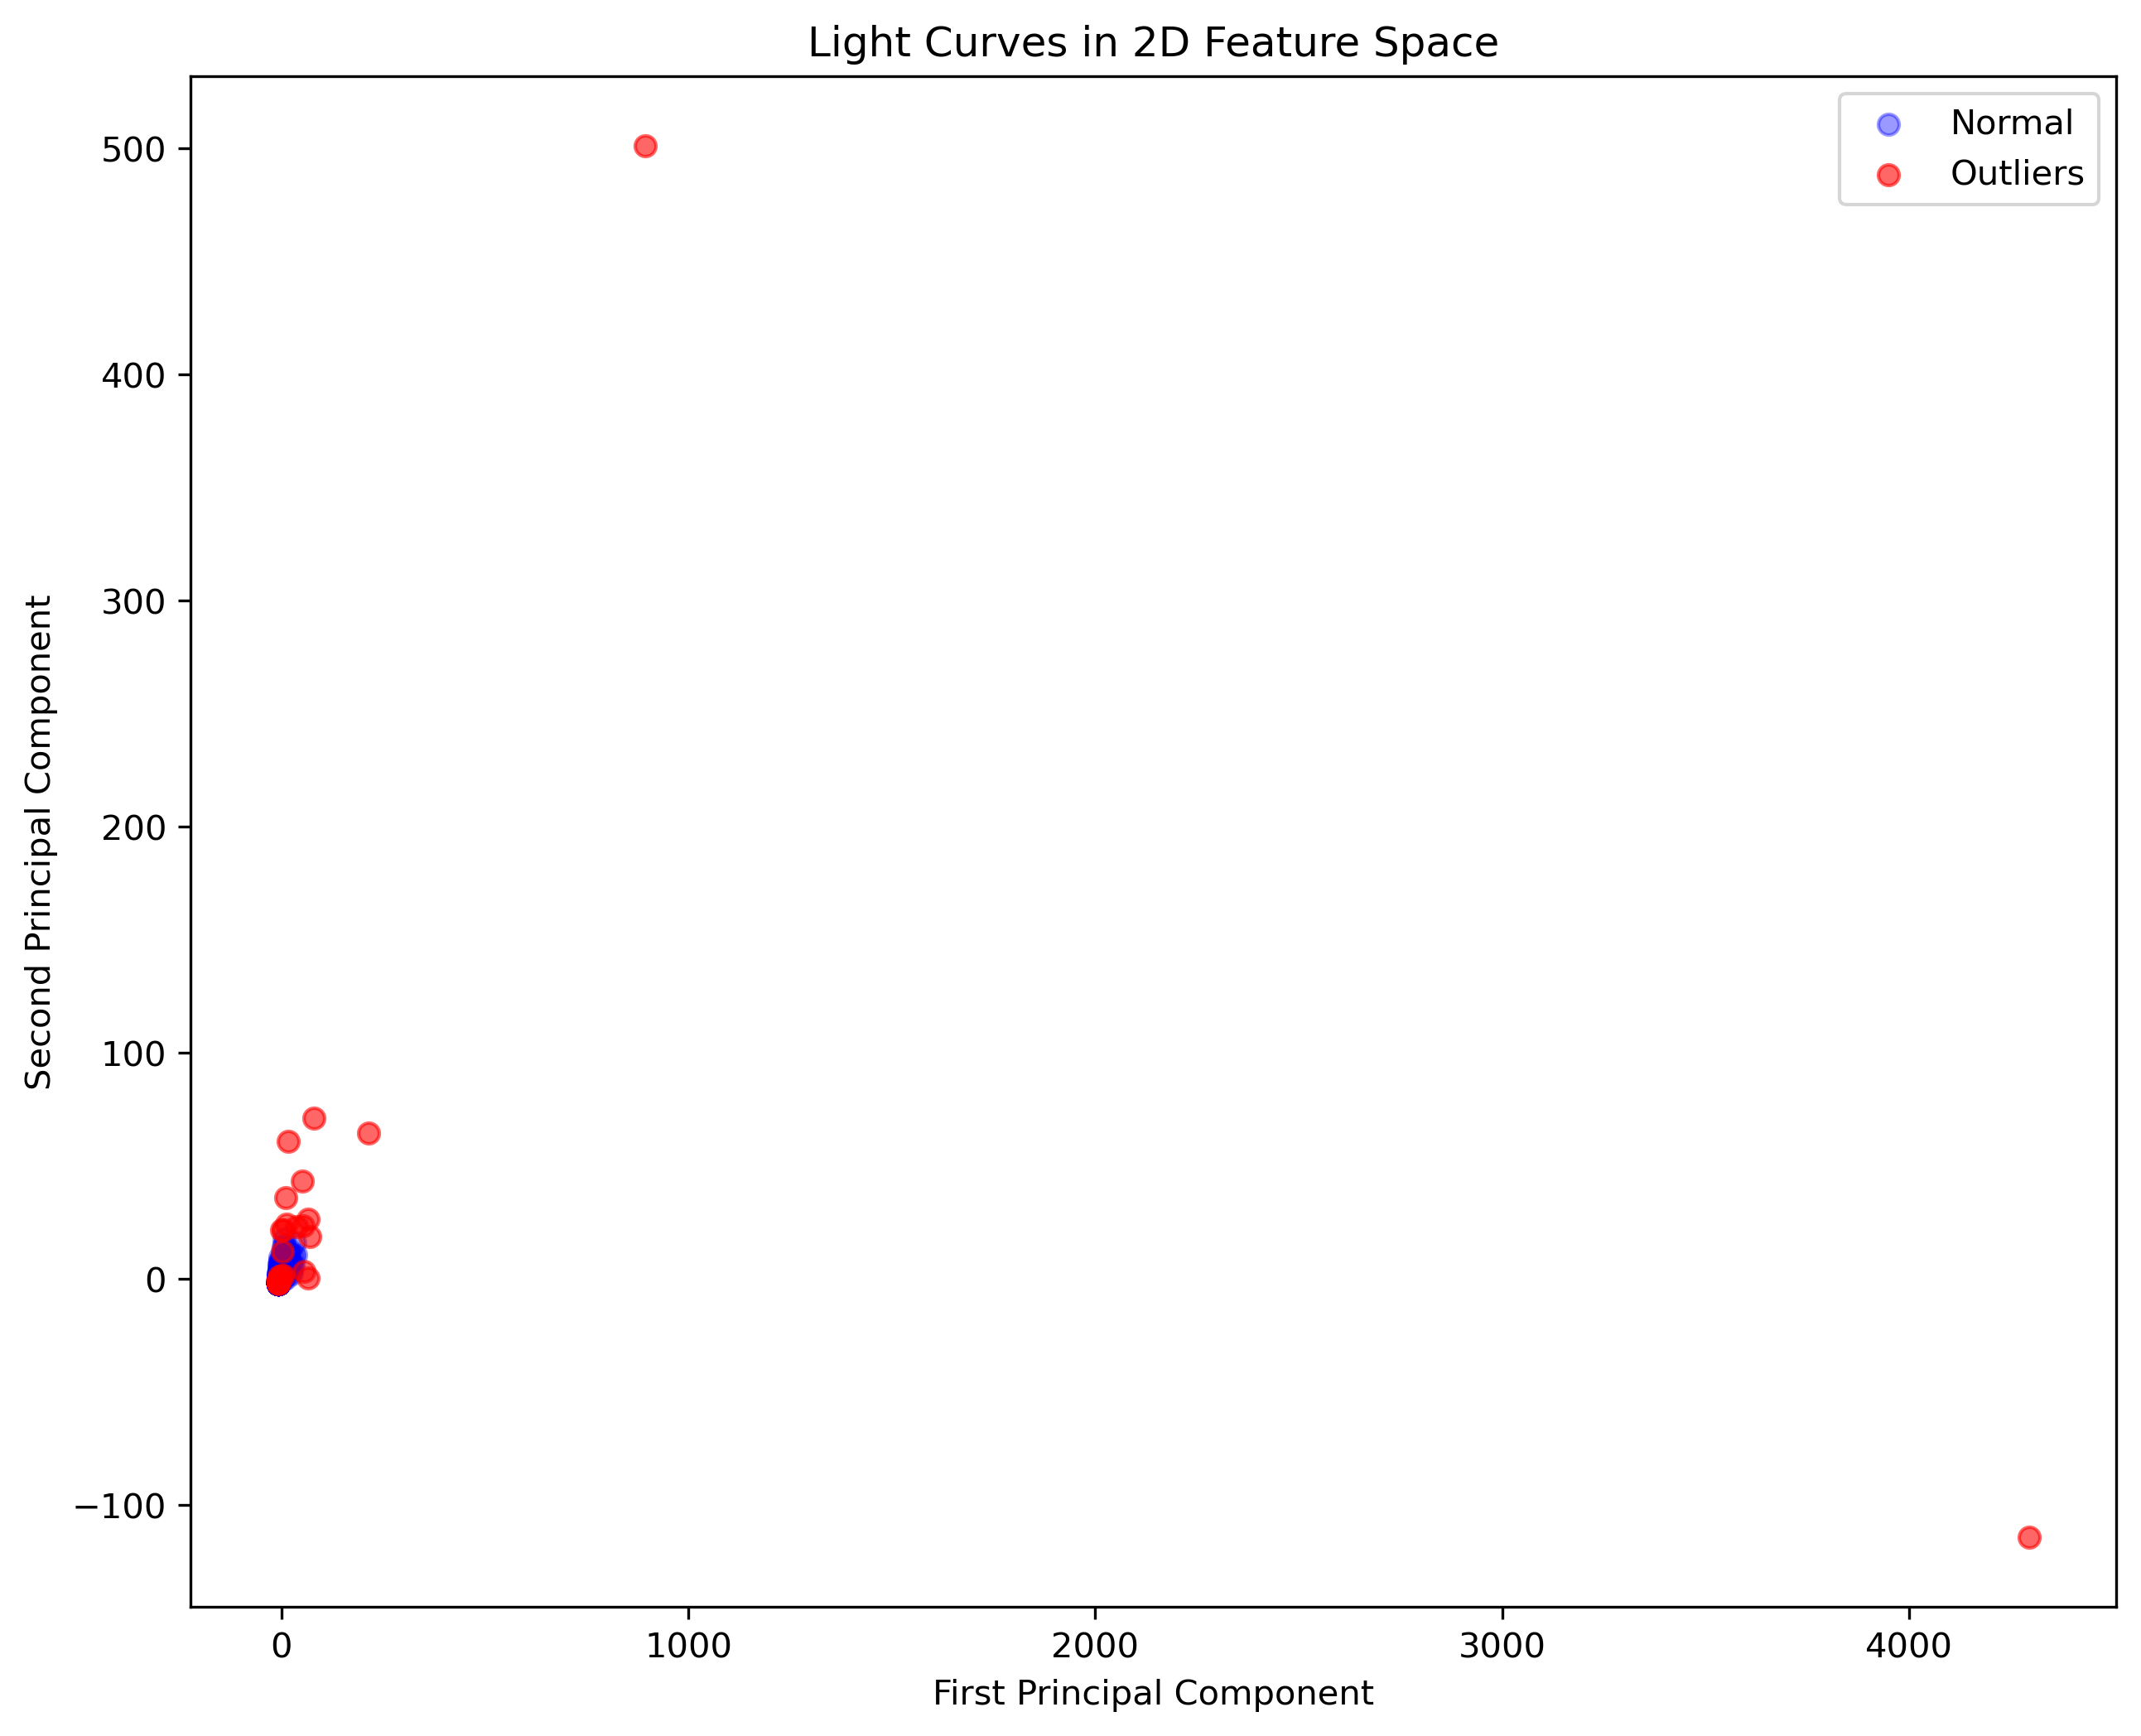 Light Curves in 2D Feature Space
Normal
Outliers
500
400
300
200
100
0
−100
Second Principal Component
0 1000 2000 3000 4000
First Principal Component